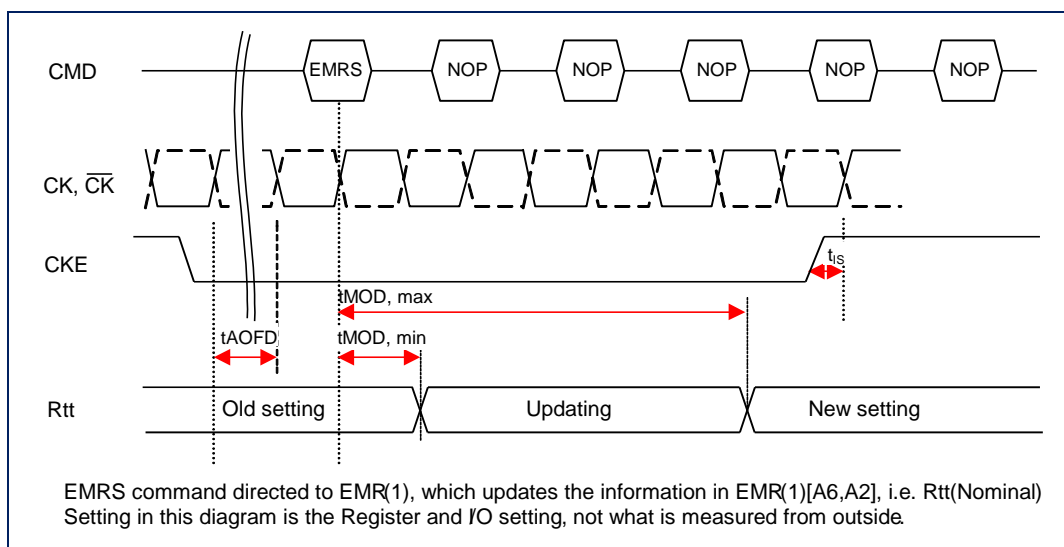 CMD EMRS NOP NOP NOP NOP NOP
CK, C̅K̅
CKE tIS
tMOD, max
tAOFD tMOD, min
Rtt Old setting Updating New setting
EMRS command directed to EMR(1), which updates the information in EMR(1)[A6,A2], i.e. Rtt(Nominal)
Setting in this diagram is the Register and I/O setting, not what is measured from outside.